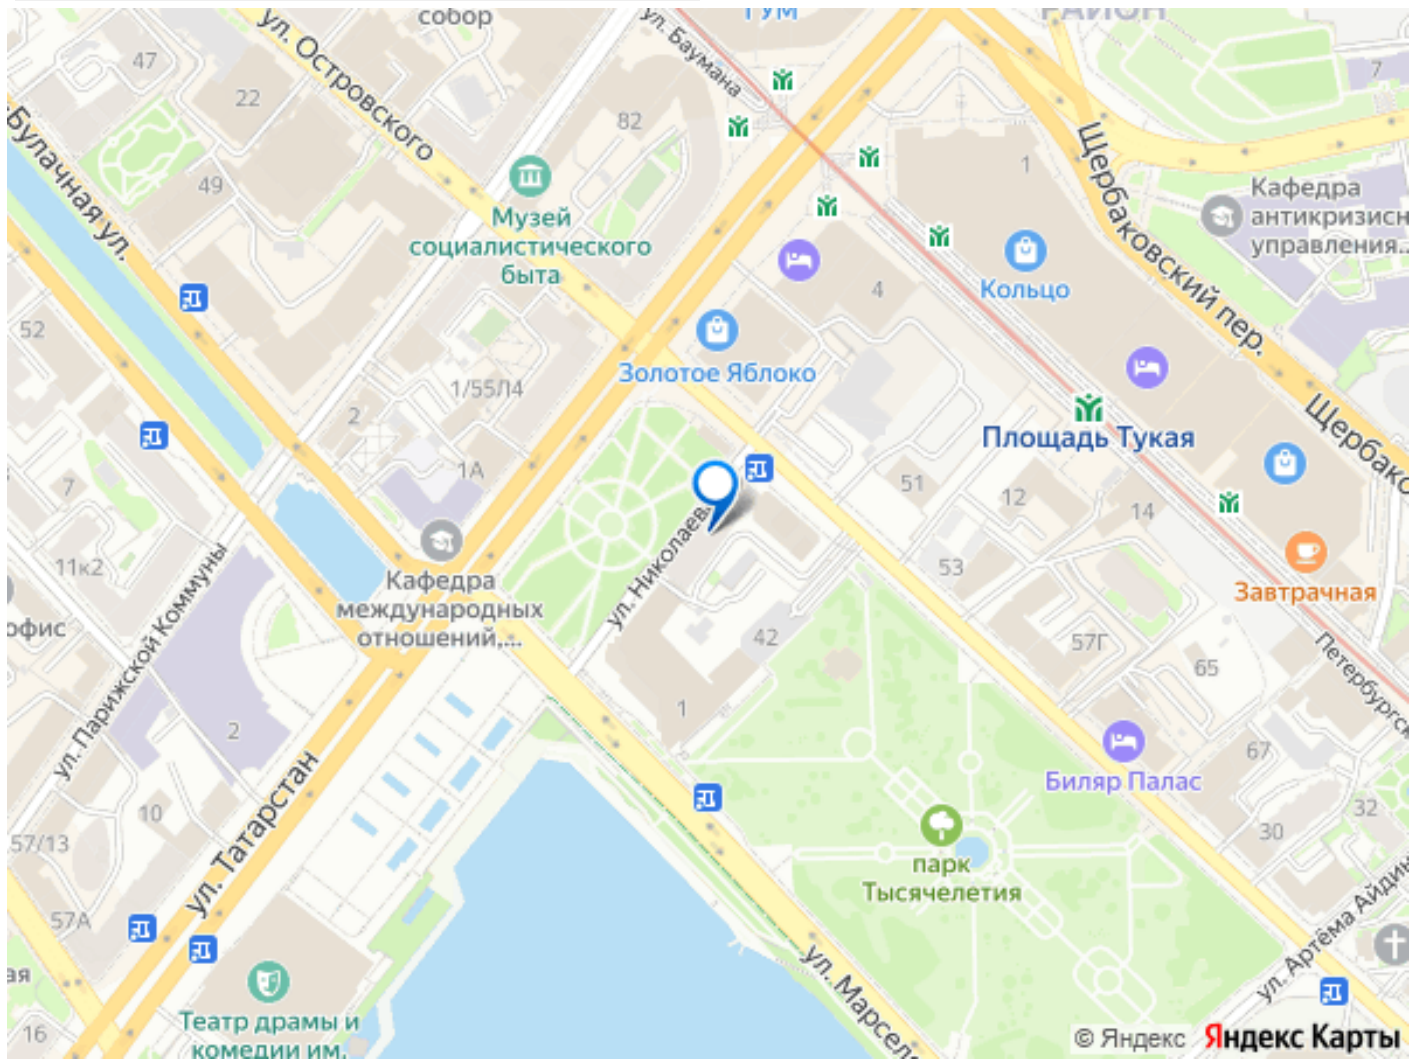 собор
ГУМ
РАЙОН
ул. Баумана
ул. Островского
47
22
82
7
1
Щербаковский пер.
Кафедра
антикризисн
управления...
-Булачная ул.
49
Музей
социалистического
быта
4
Кольцо
52
Золотое Яблоко
1/55/14
2
Площадь Тукая
Щербако
1А
7
51
12
14
ул. Николаев
11к2
Кафедра
международных
отношений,...
53
Завтрачная
офис
ул. Парижской Коммуны
42
57Г
65
Петербургск
1
2
67
Биляр Палас
ул. Татарстан
10
57/13
32
30
парк
Тысячелетия
57А
ул. Артёма Айдин
ул. Марсел
ая
16
Театр драмы и
комедии им.
© Яндекс Яндекс Карты